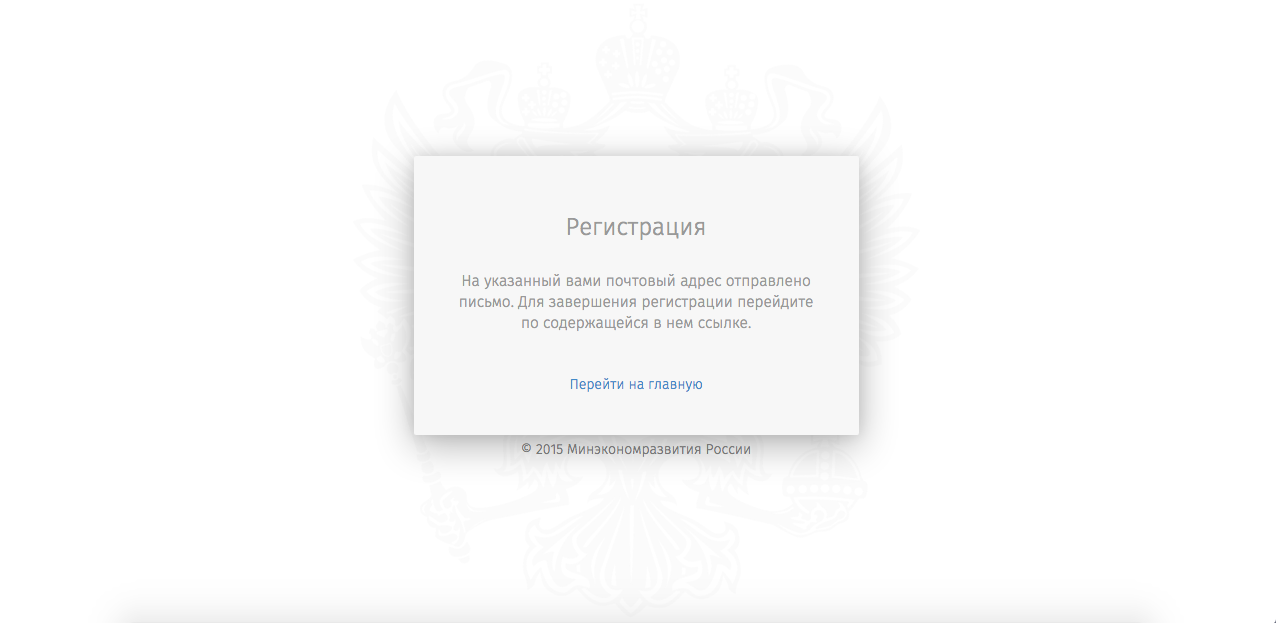 Регистрация
На указанный вами почтовый адрес отправлено
письмо. Для завершения регистрации перейдите
по содержащейся в нем ссылке.
Перейти на главную
© 2015 Минэкономразвития России